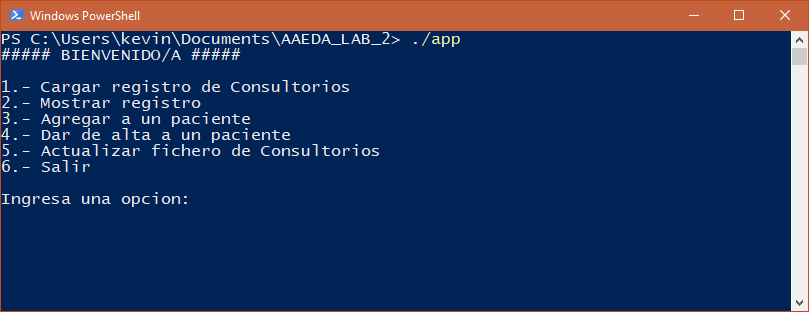 Windows PowerShell
PS C:\Users\kevin\Documents\AAEDA_LAB_2> ./app
##### BIENVENIDO/A #####
1.- Cargar registro de Consultorios
2.- Mostrar registro
3.- Agregar a un paciente
4.- Dar de alta a un paciente
5.- Actualizar fichero de Consultorios
6.- Salir
Ingresa una opcion: